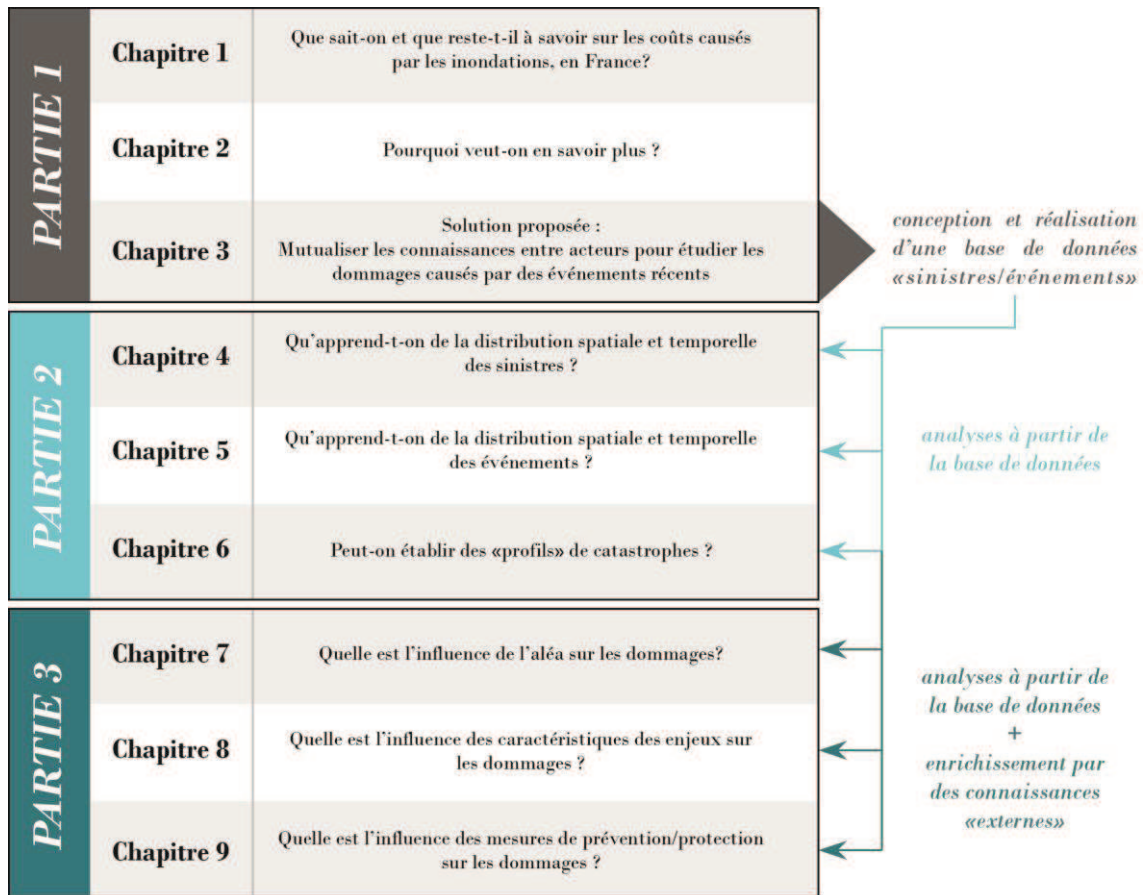 PARTIE 1
Chapitre 1
Que sait-on et que reste-t-il à savoir sur les coûts causés
par les inondations, en France?
Chapitre 2
Pourquoi veut-on en savoir plus ?
Chapitre 3
Solution proposée :
Mutualiser les connaissances entre acteurs pour étudier les
dommages causés par des événements récents
conception et réalisation
d'une base de données
«sinistres/événements»
PARTIE 2
Chapitre 4
Qu'apprend-t-on de la distribution spatiale et temporelle
des sinistres ?
Chapitre 5
Qu'apprend-t-on de la distribution spatiale et temporelle
des événements ?
Chapitre 6
Peut-on établir des «profils» de catastrophes ?
analyses à partir de
la base de données
PARTIE 3
Chapitre 7
Quelle est l'influence de l'aléa sur les dommages?
Chapitre 8
Quelle est l'influence des caractéristiques des enjeux sur
les dommages ?
Chapitre 9
Quelle est l'influence des mesures de prévention/protection
sur les dommages ?
analyses à partir de
la base de données
+
enrichissement par
des connaissances
«externes»